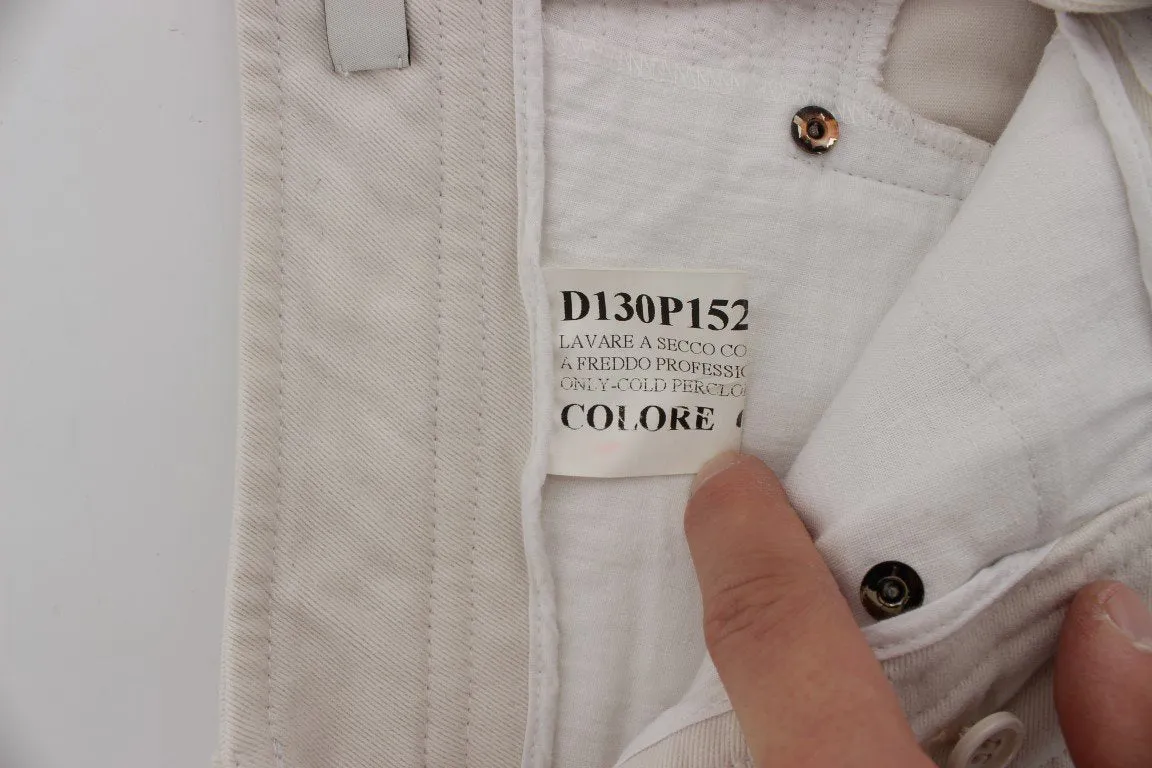 D130P152
LAVARE A SECCO CO
A FREDDO PROFESSIO
ONLY-COLD PERCLO
COLORE